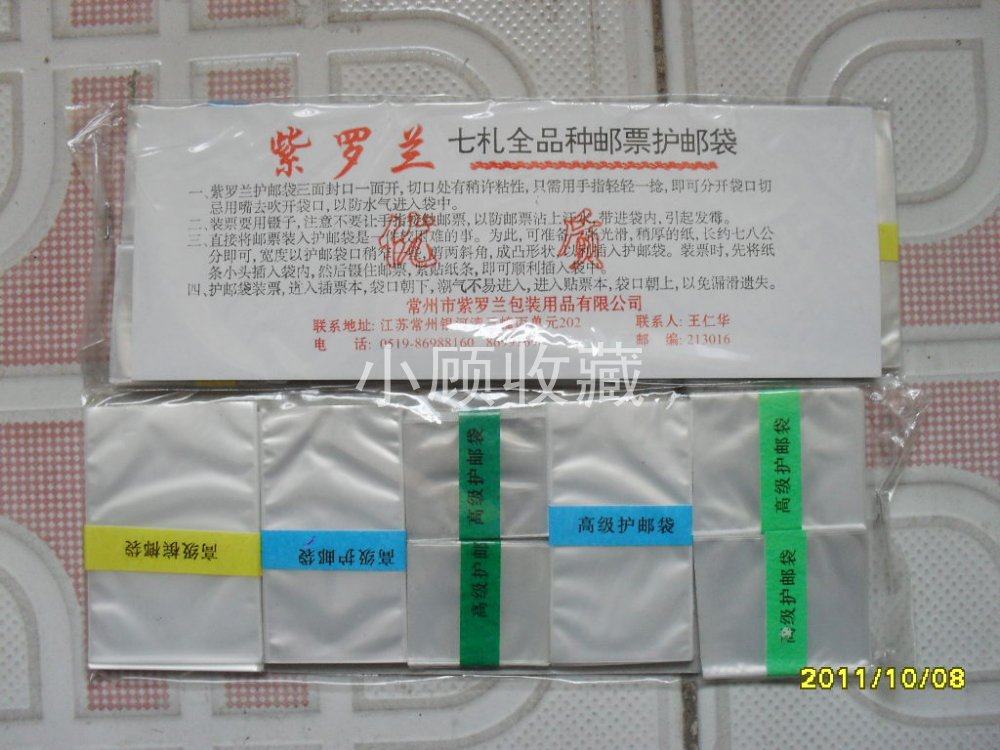 紫罗兰 七札全品种邮票护邮袋
一、紫罗兰护邮袋三面封口一面开，切口处有稍许粘性，只需用手指轻轻一捻，即可分开袋口切
忌用嘴去吹开袋口，以防水气进入袋中。
二、装票要用镊子，注意不要让手指接触邮票，以防邮票沾上汗水，带进袋内，引起发霉。
三、直接将邮票装入护邮袋是一件较困难的事。为此，可准备一张光滑，稍厚的纸，长约七八公
分即可，宽度以护邮袋口稍窄一些，剪两斜角，成凸形状，以利插入护邮袋。装票时，先将纸
条小头插入袋内，然后镊住邮票，紧贴纸条，即可顺利插入袋中
四、护邮袋装票，进入插票本，袋口朝下，潮气不易进入，进入贴票本，袋口朝上，以免漏滑遗失。
优质
常州市紫罗兰包装用品有限公司
联系地址: 江苏常州银河湾 单元202 联系人: 王仁华
电 话: 0519-86988160 邮 编: 213016
小顾收藏
高级护邮袋
高级护邮袋
高级护邮袋
高级护邮袋
高级护邮袋
高级护邮袋
高级护邮袋
2011/10/08